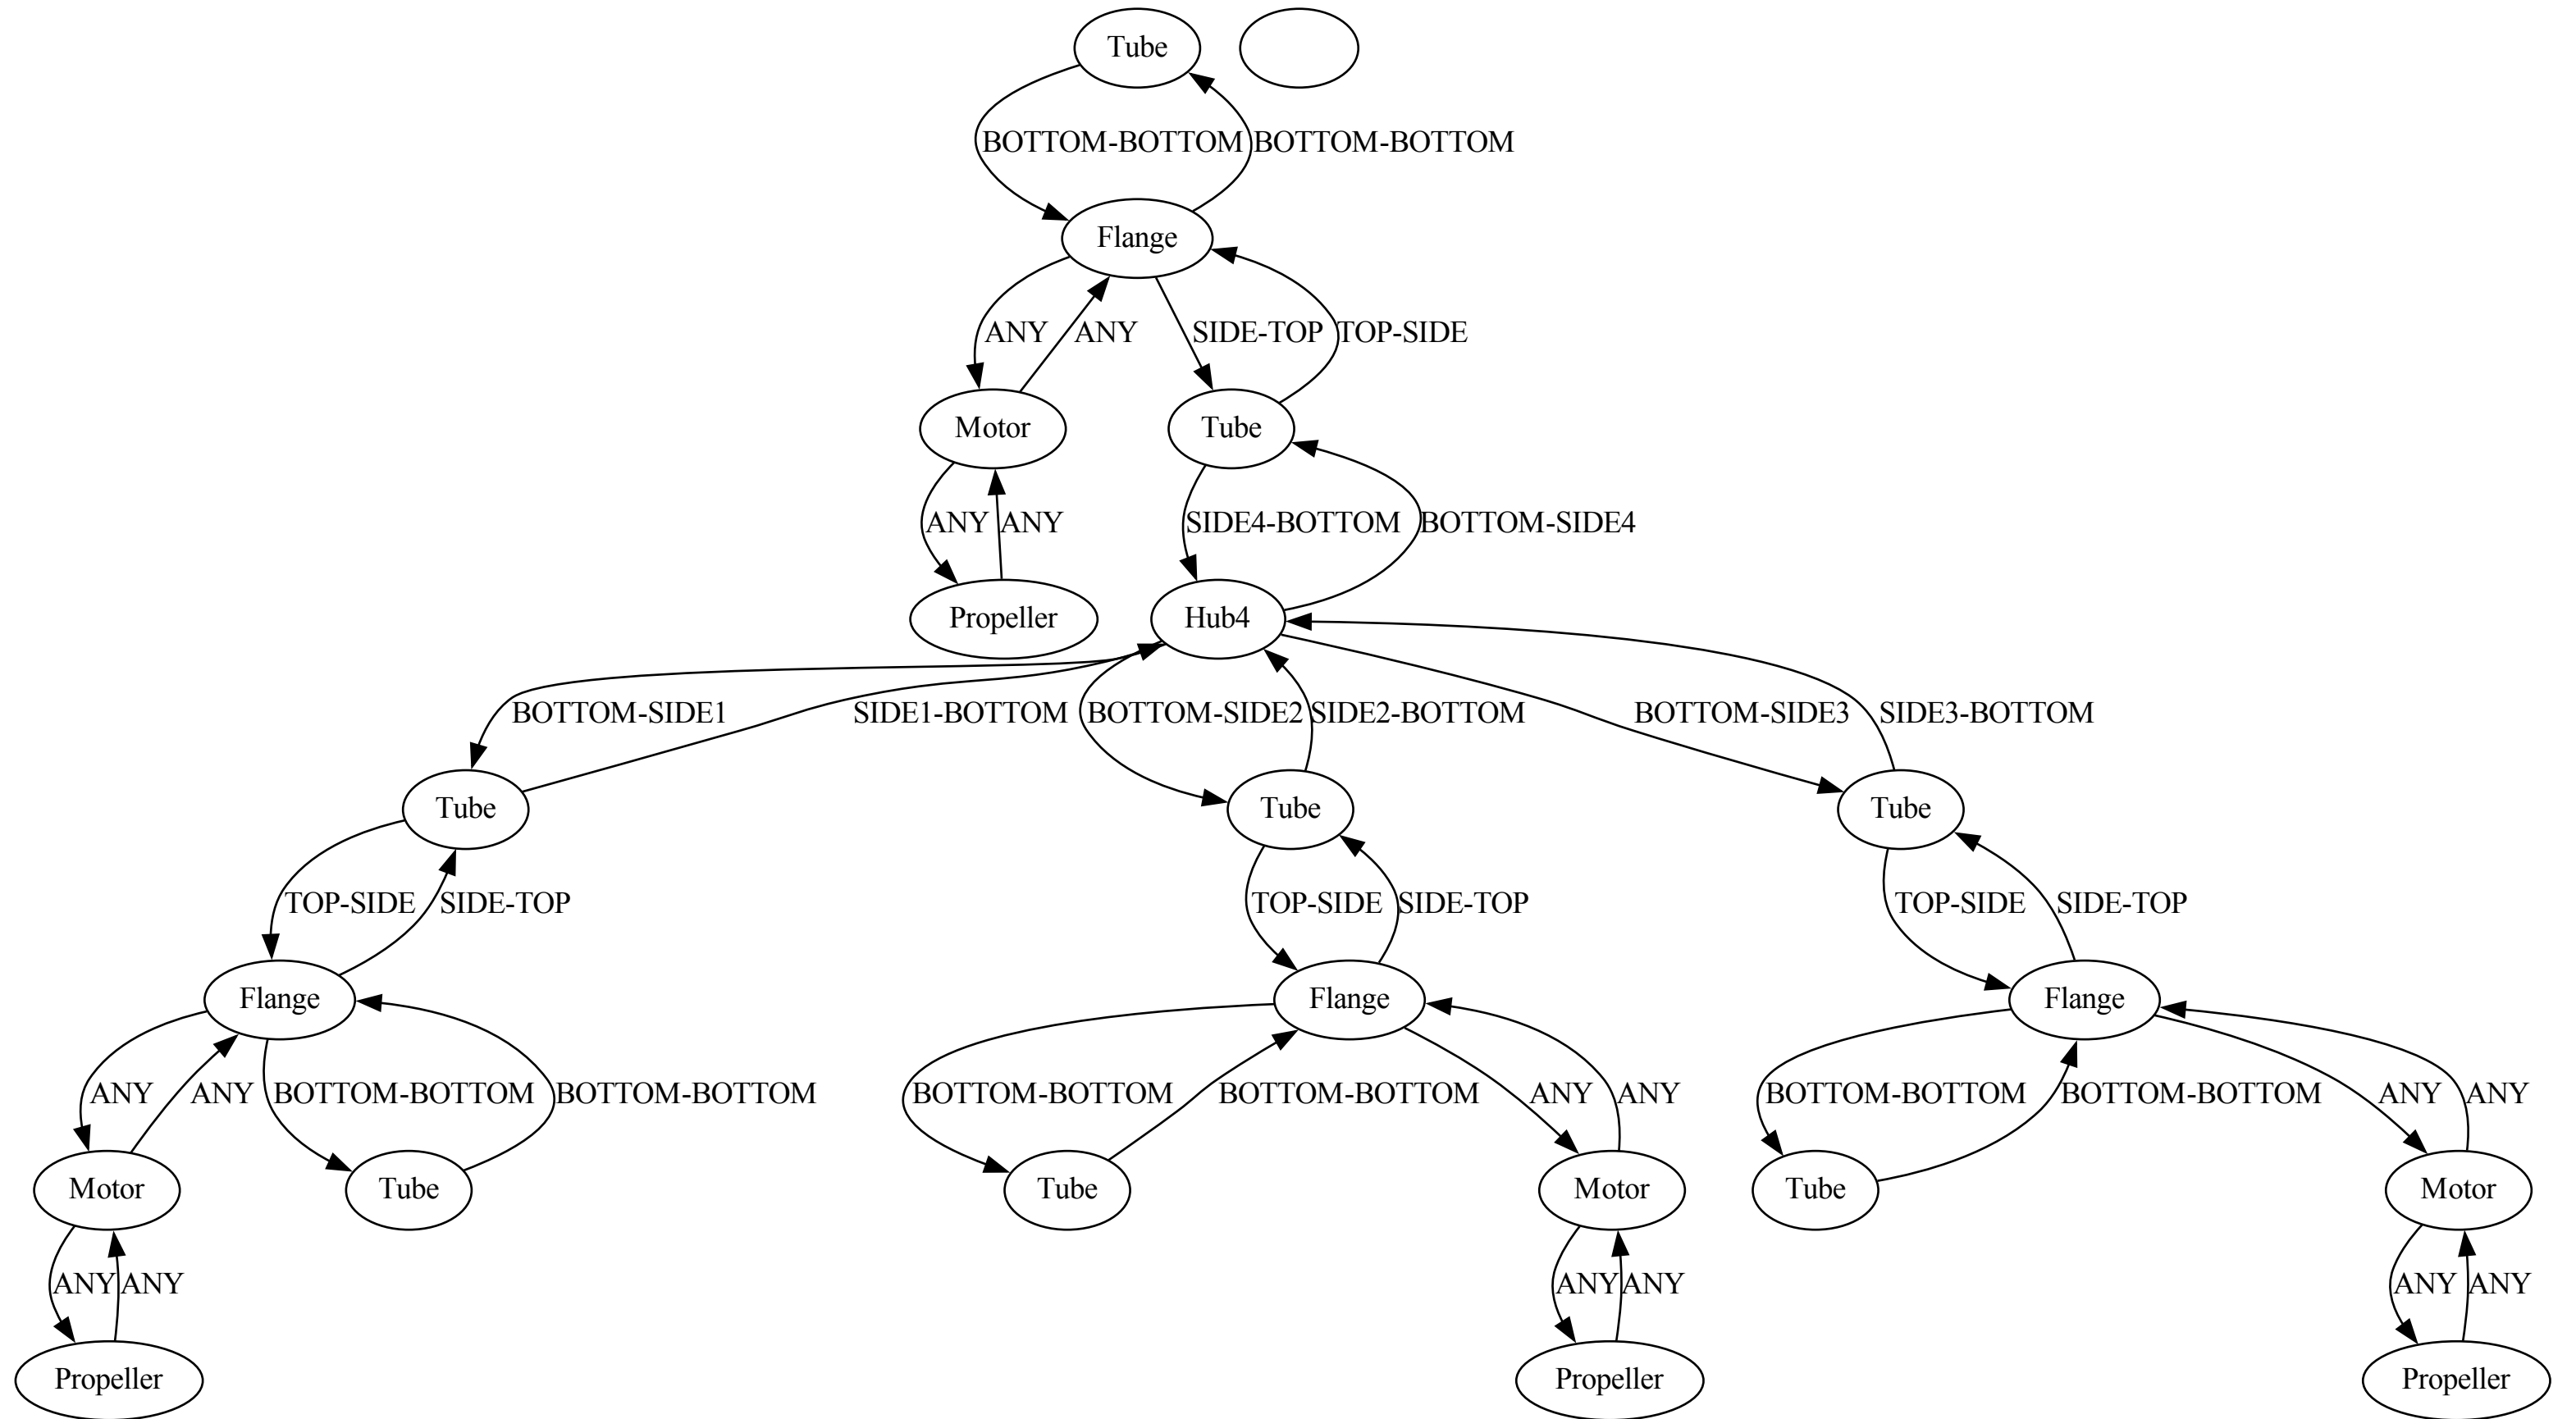 Tube
BOTTOM-BOTTOM BOTTOM-BOTTOM
Flange
ANY ANY SIDE-TOP TOP-SIDE
Motor Tube
ANY ANY SIDE4-BOTTOM BOTTOM-SIDE4
Propeller Hub4
BOTTOM-SIDE1 SIDE1-BOTTOM BOTTOM-SIDE2 SIDE2-BOTTOM BOTTOM-SIDE3 SIDE3-BOTTOM
Tube Tube Tube
TOP-SIDE SIDE-TOP TOP-SIDE SIDE-TOP TOP-SIDE SIDE-TOP
Flange Flange Flange
ANY ANY BOTTOM-BOTTOM BOTTOM-BOTTOM BOTTOM-BOTTOM BOTTOM-BOTTOM ANY ANY BOTTOM-BOTTOM BOTTOM-BOTTOM ANY ANY
Motor Tube Tube Motor Tube Motor
ANY ANY ANY ANY ANY ANY
Propeller Propeller Propeller